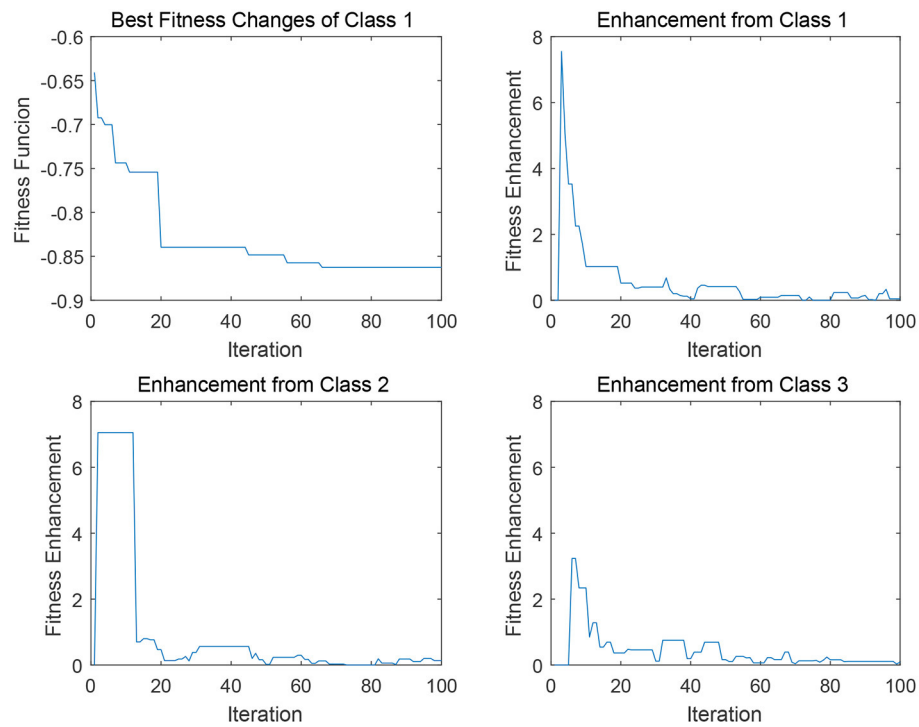 Best Fitness Changes of Class 1
-0.6
-0.65
-0.7
-0.75
-0.8
-0.85
-0.9
Fitness Funcion
0 20 40 60 80 100
Iteration
Enhancement from Class 1
8
6
4
2
0
Fitness Enhancement
0 20 40 60 80 100
Iteration
Enhancement from Class 2
8
6
4
2
0
Fitness Enhancement
0 20 40 60 80 100
Iteration
Enhancement from Class 3
8
6
4
2
0
Fitness Enhancement
0 20 40 60 80 100
Iteration